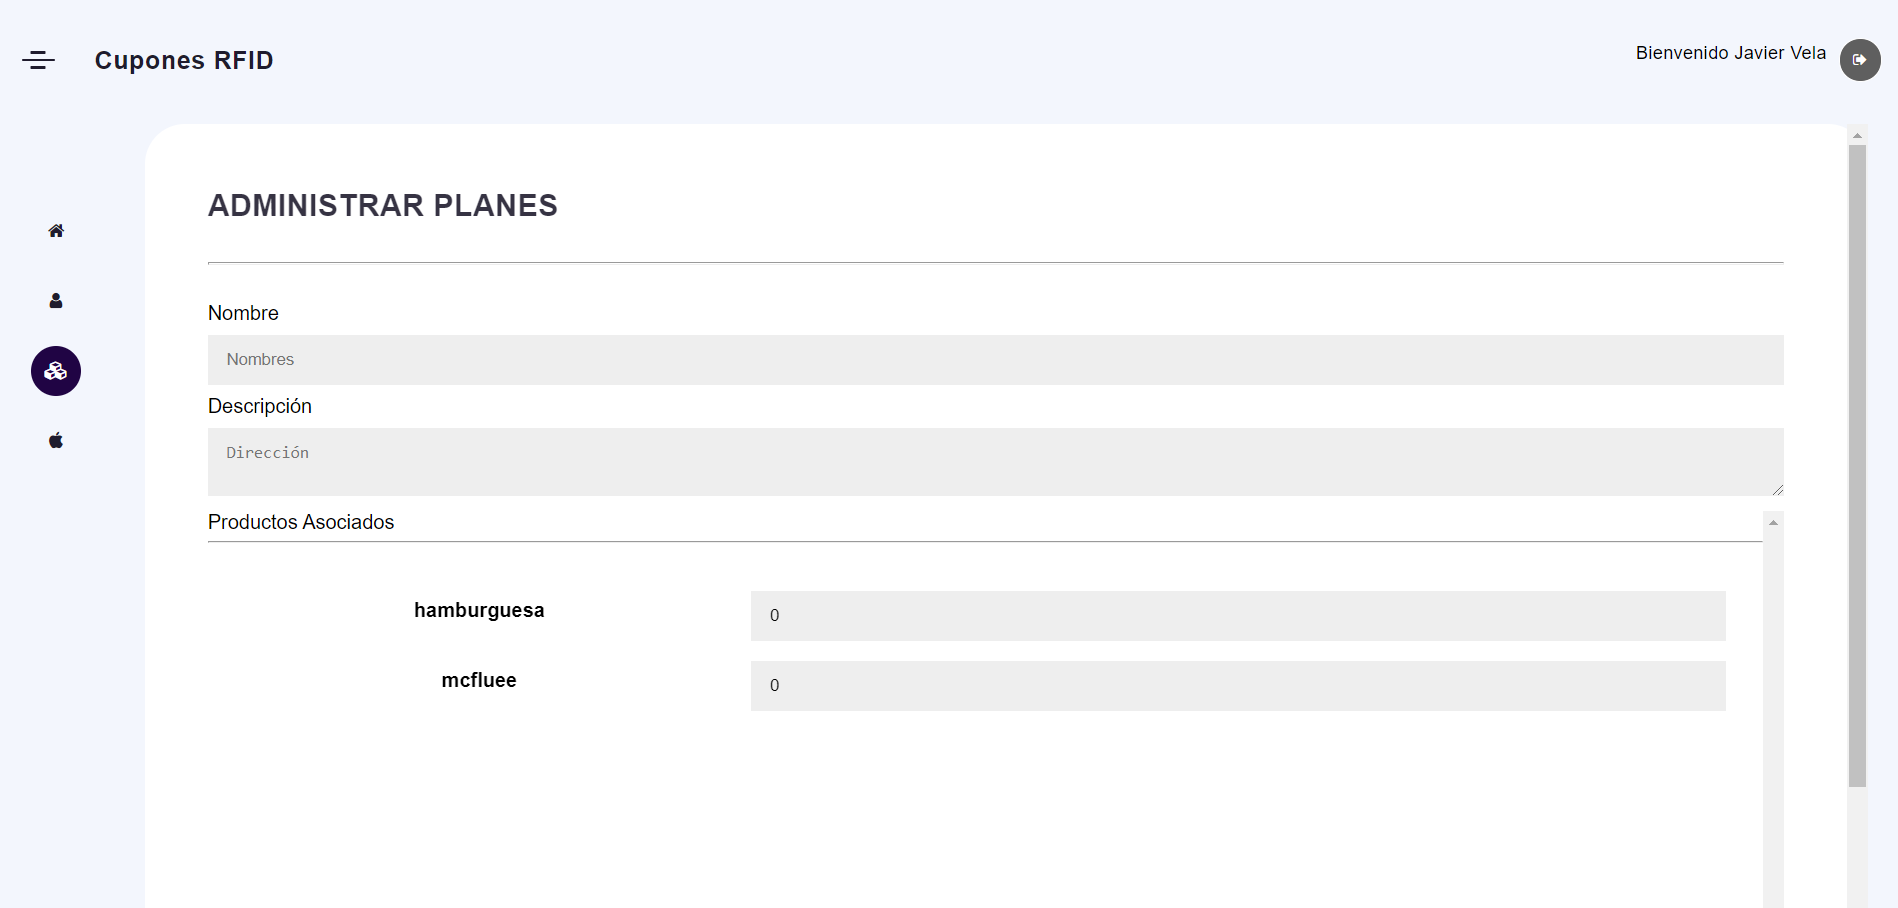 Cupones RFID
Bienvenido Javier Vela
ADMINISTRAR PLANES
Nombre
Nombres
Descripción
Dirección
Productos Asociados
hamburguesa
0
mcfluee
0